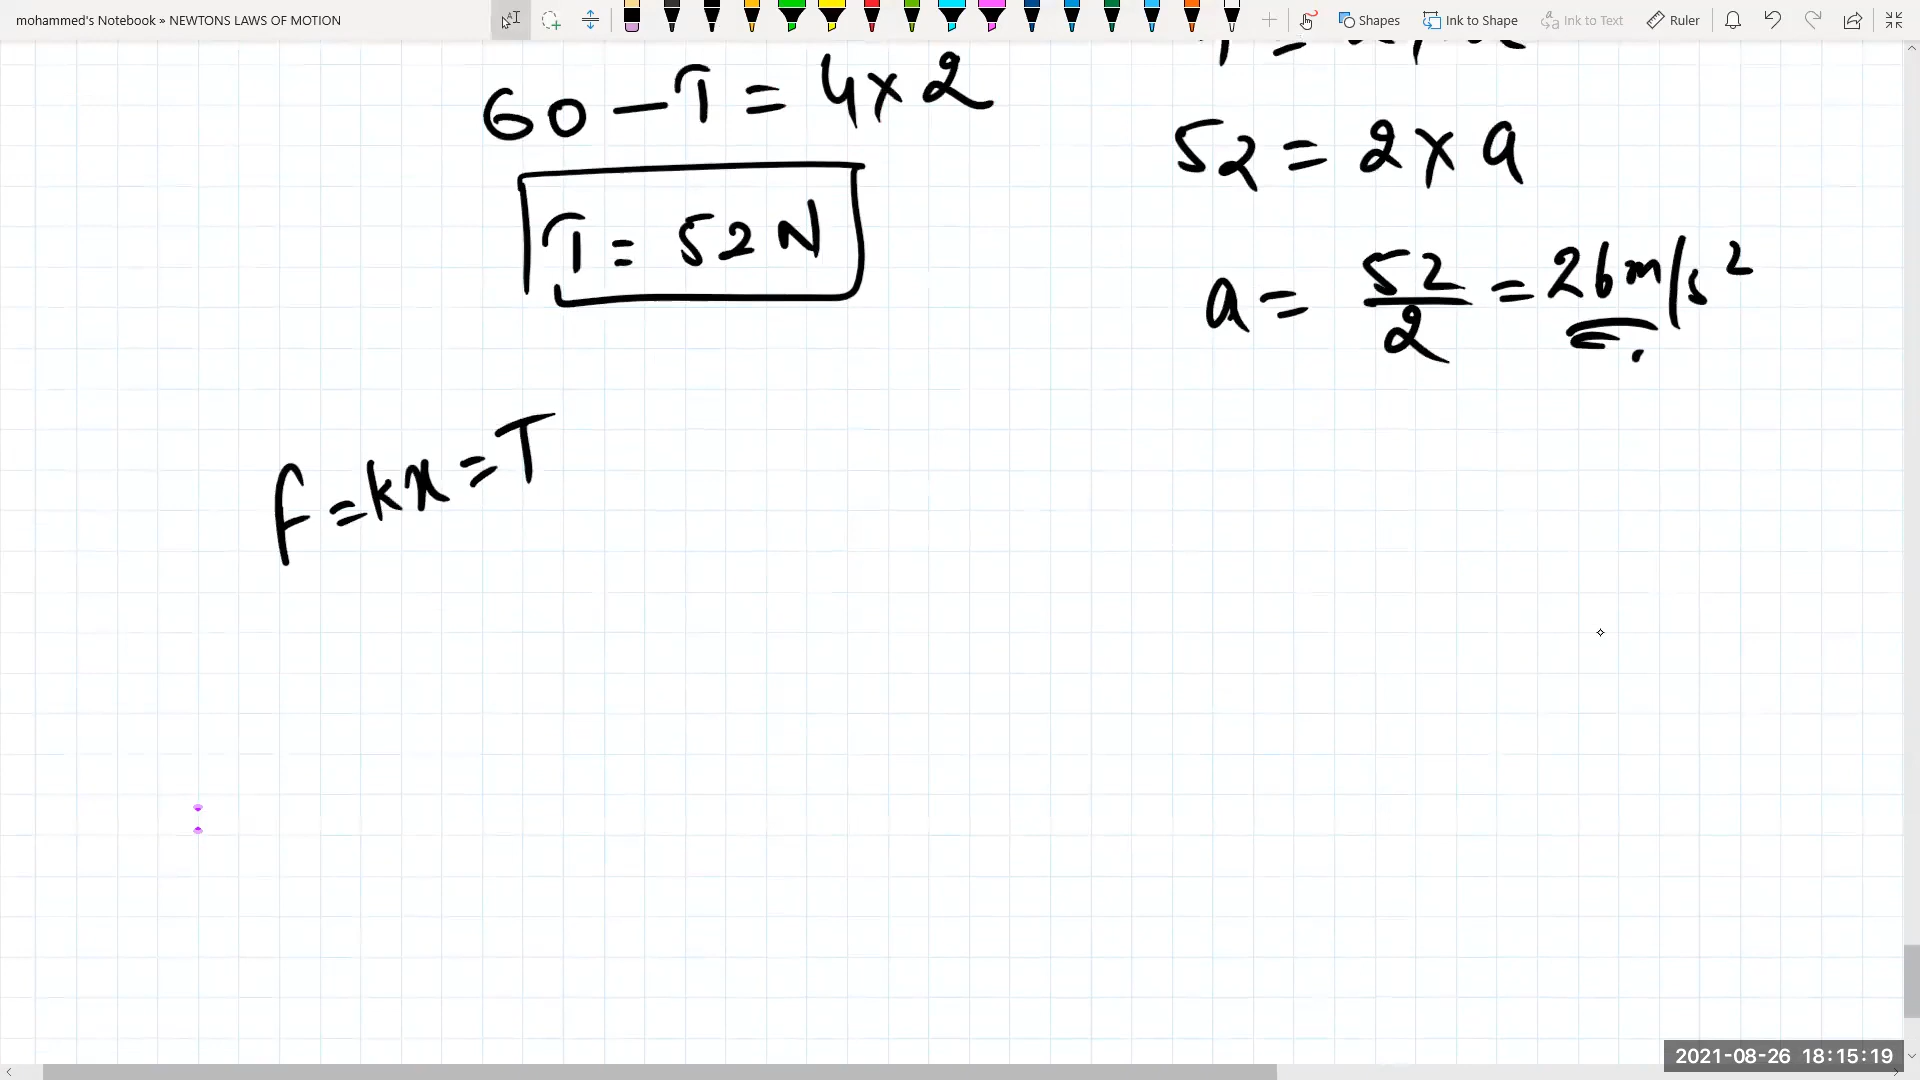 mohammed's Notebook » NEWTONS LAWS OF MOTION
Shapes
Ink to Shape
Ink to Text
Ruler
60 – T = 4 x 2
T = 52 N
52 = 2 x a
a = 52/2 = 26 m/s²
F = kx = T
2021-08-26 18:15:19